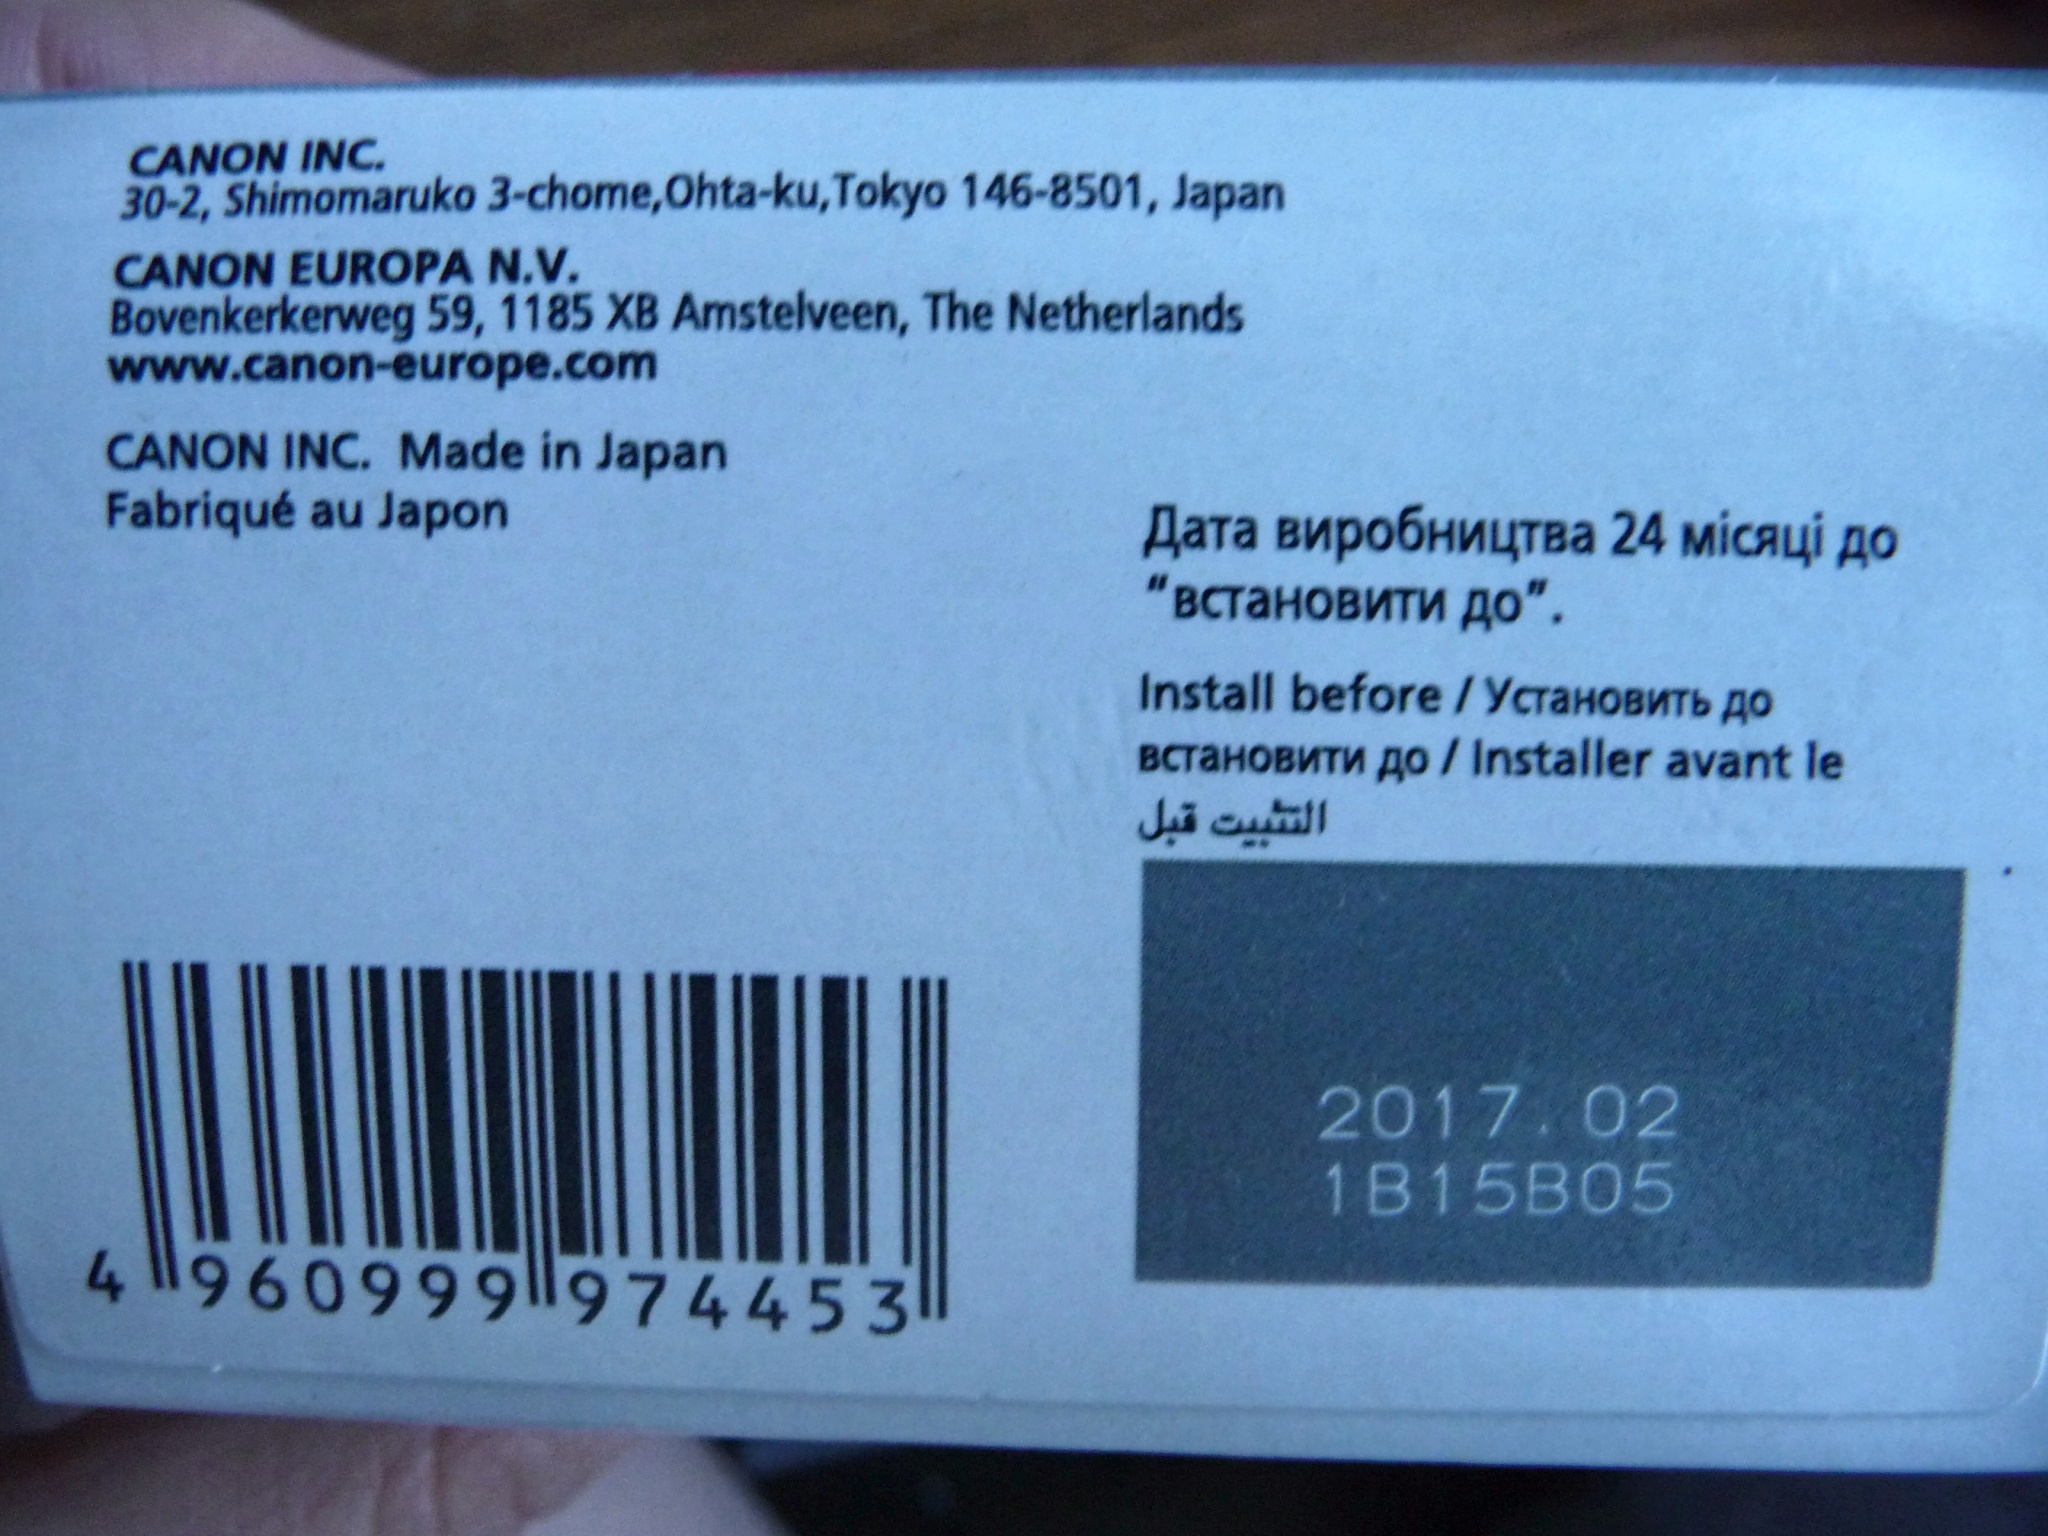 CANON INC.
30-2, Shimomaruko 3-chome,Ohta-ku,Tokyo 146-8501, Japan
CANON EUROPA N.V.
Bovenkerkerweg 59, 1185 XB Amstelveen, The Netherlands
www.canon-europe.com
CANON INC. Made in Japan
Fabriqué au Japon
Дата виробництва 24 місяці до
“встановити до”.
Install before / Установить до
встановити до / Installer avant le
التثبيت قبل
2017.02
1B15B05
4 960999 974453